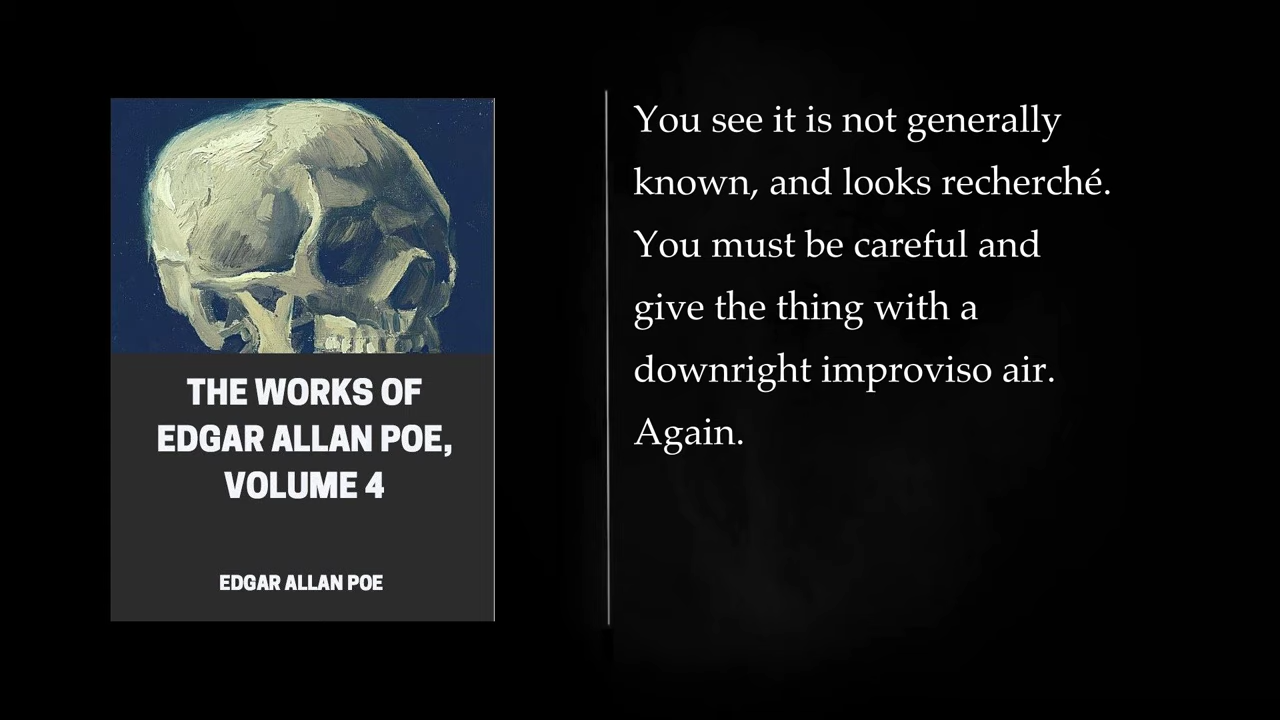 THE WORKS OF
EDGAR ALLAN POE,
VOLUME 4
EDGAR ALLAN POE
You see it is not generally
known, and looks recherché.
You must be careful and
give the thing with a
downright improviso air.
Again.